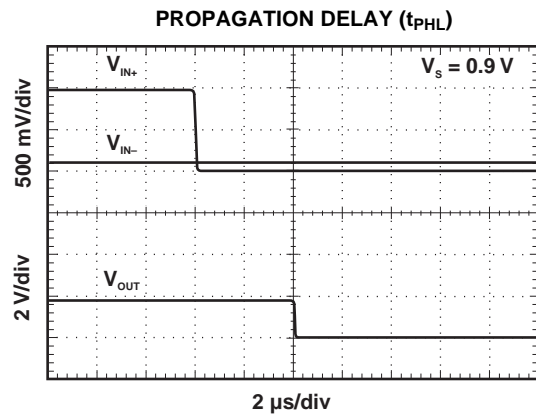 PROPAGATION DELAY (tPHL)
VIN+
VS = 0.9 V
500 mV/div
VIN–
2 V/div
VOUT
2 µs/div